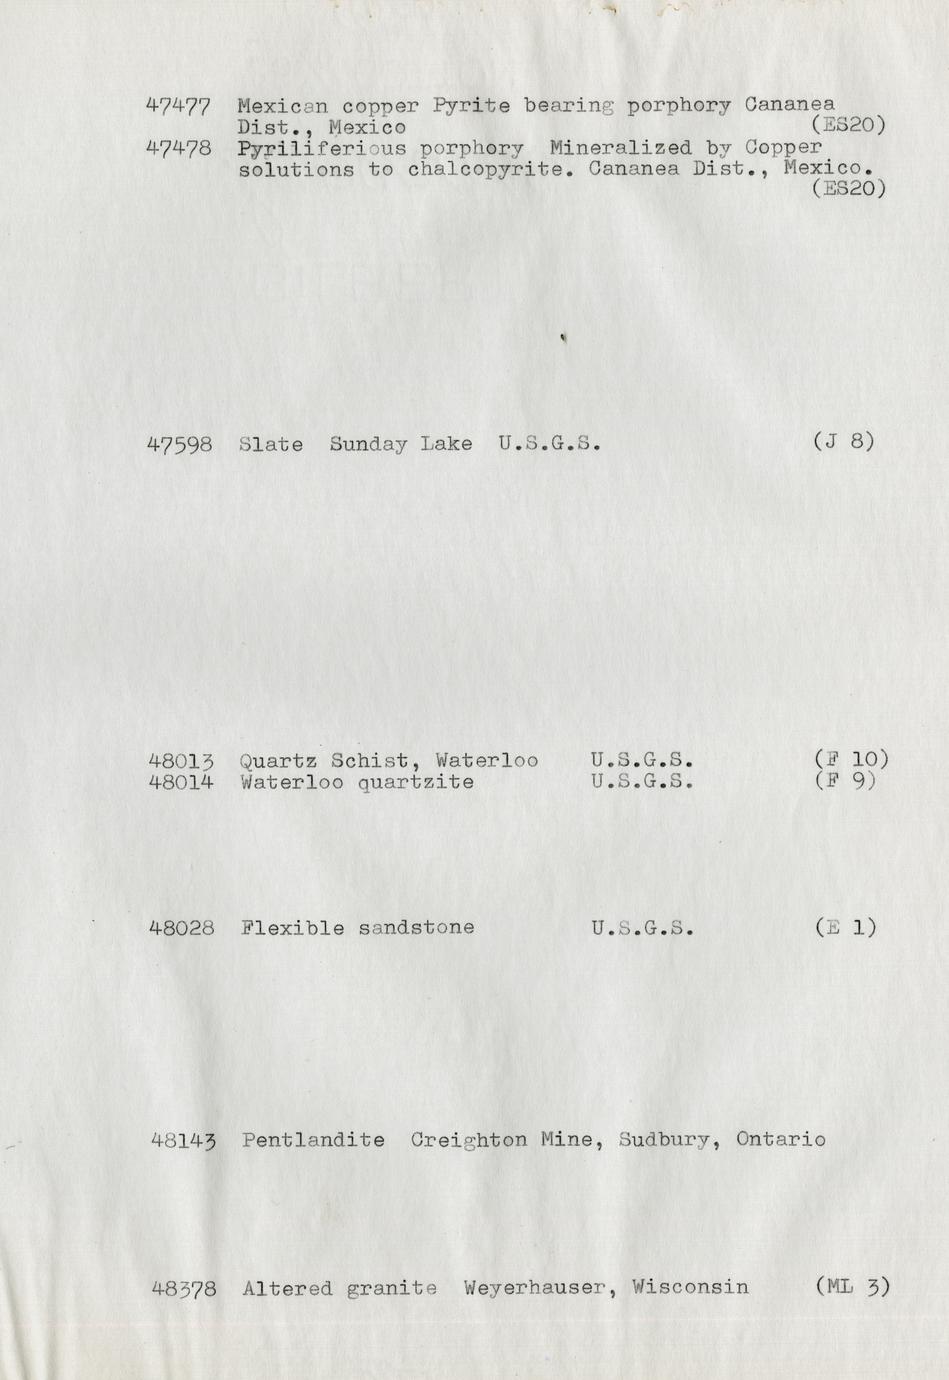 47477 Mexican copper Pyrite bearing porphory Cananea
Dist., Mexico (ES20)
47478 Pyriliferious porphory Mineralized by Copper
solutions to chalcopyrite. Cananea Dist., Mexico.
(ES20)
47598 Slate Sunday Lake U.S.G.S. (J 8)
48013 Quartz Schist, Waterloo U.S.G.S. (F 10)
48014 Waterloo quartzite U.S.G.S. (F 9)
48028 Flexible sandstone U.S.G.S. (E 1)
48143 Pentlandite Creighton Mine, Sudbury, Ontario
48378 Altered granite Weyerhauser, Wisconsin (ML 3)